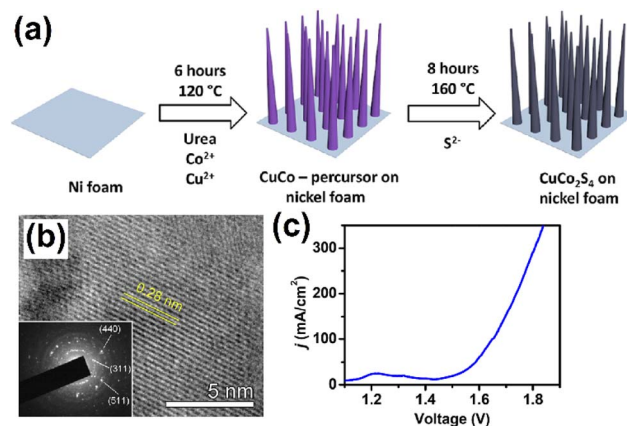 (a)
6 hours
120 °C
Urea
Co2+
Cu2+
Ni foam
CuCo – percursor on
nickel foam
8 hours
160 °C
S2-
CuCo2S4 on
nickel foam
(b)
0.28 nm
(440)
(311)
(511)
5 nm
(c)
j (mA/cm2)
300
200
100
0
1.2 1.4 1.6 1.8
Voltage (V)